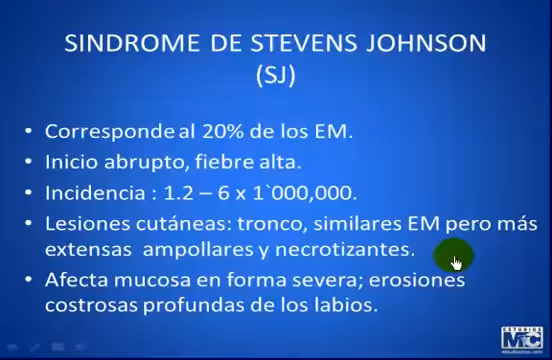 SINDROME DE STEVENS JOHNSON
(SJ)
• Corresponde al 20% de los EM.
• Inicio abrupto, fiebre alta.
• Incidencia : 1.2 – 6 x 1`000,000.
• Lesiones cutáneas: tronco, similares EM pero más
extensas ampollares y necrotizantes.
• Afecta mucosa en forma severa; erosiones
costrosas profundas de los labios.
ESTUDIOS
MyC